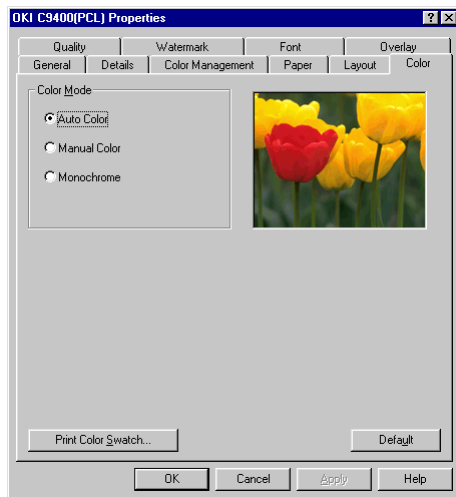 OKI C9400(PCL) Properties
Quality Watermark Font Overlay
General Details Color Management Paper Layout Color
Color Mode
Auto Color
Manual Color
Monochrome
Print Color Swatch... Default
OK Cancel Apply Help